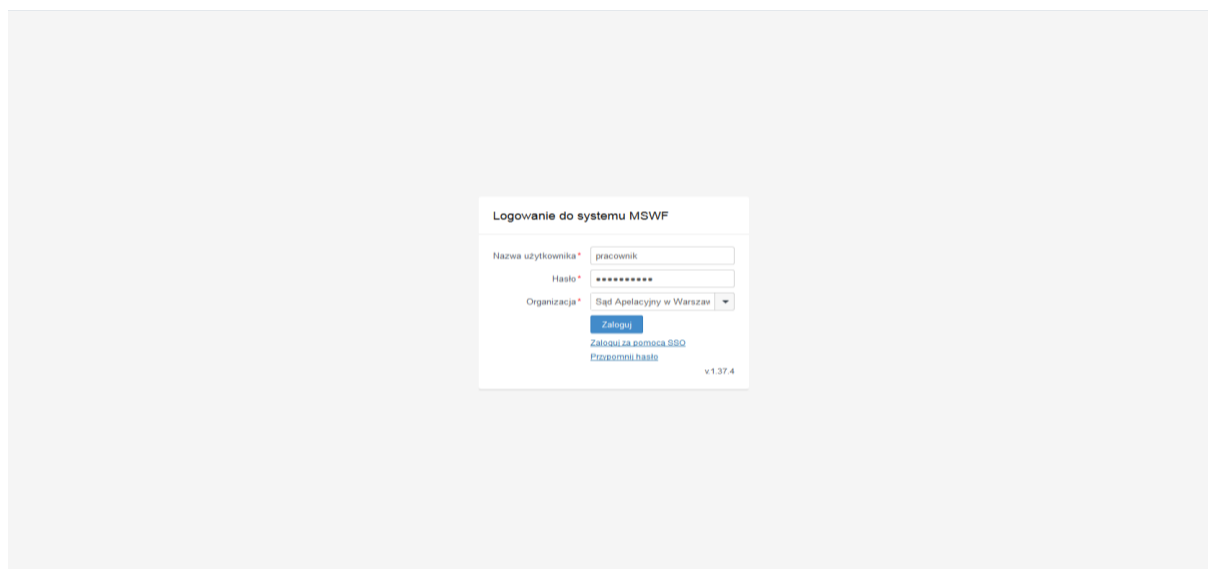 Logowanie do systemu MSWF
Nazwa użytkownika* pracownik
Hasło* ••••••••••
Organizacja* Sąd Apelacyjny w Warszaw
Zaloguj
Zaloguj za pomocą SSO
Przypomnij hasło
v.1.37.4